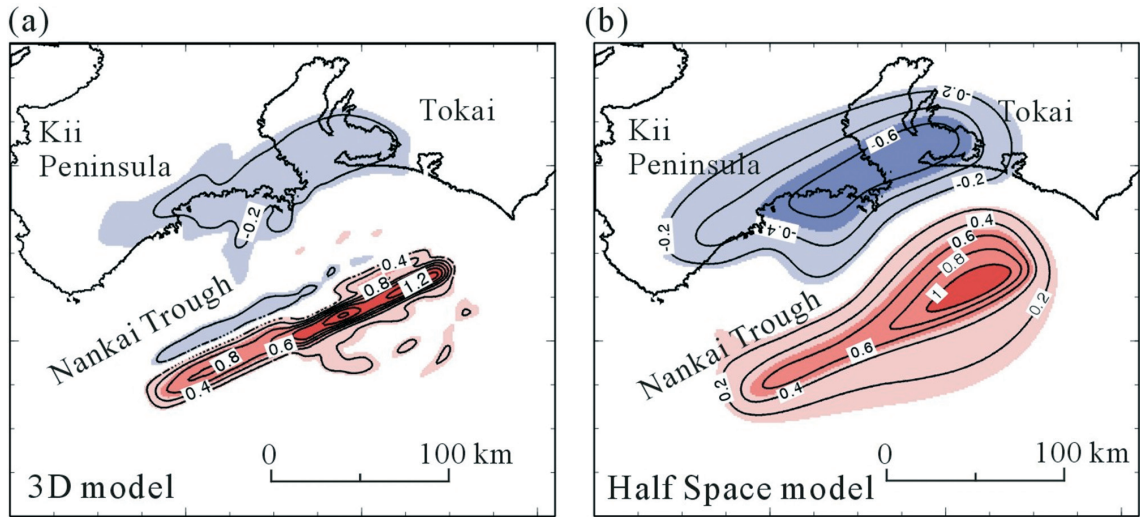 (a)
Kii
Peninsula
Tokai
-0.2
0.4
0.8
1.2
Nankai Trough
0.8
0.6
0.4
0
100 km
3D model
(b)
-0.2
Kii
Peninsula
Tokai
-0.6
-0.2
-0.4
-0.2
0.4
0.6
0.8
1
0.2
Nankai Trough
0.6
0.2
0.4
0
100 km
Half Space model